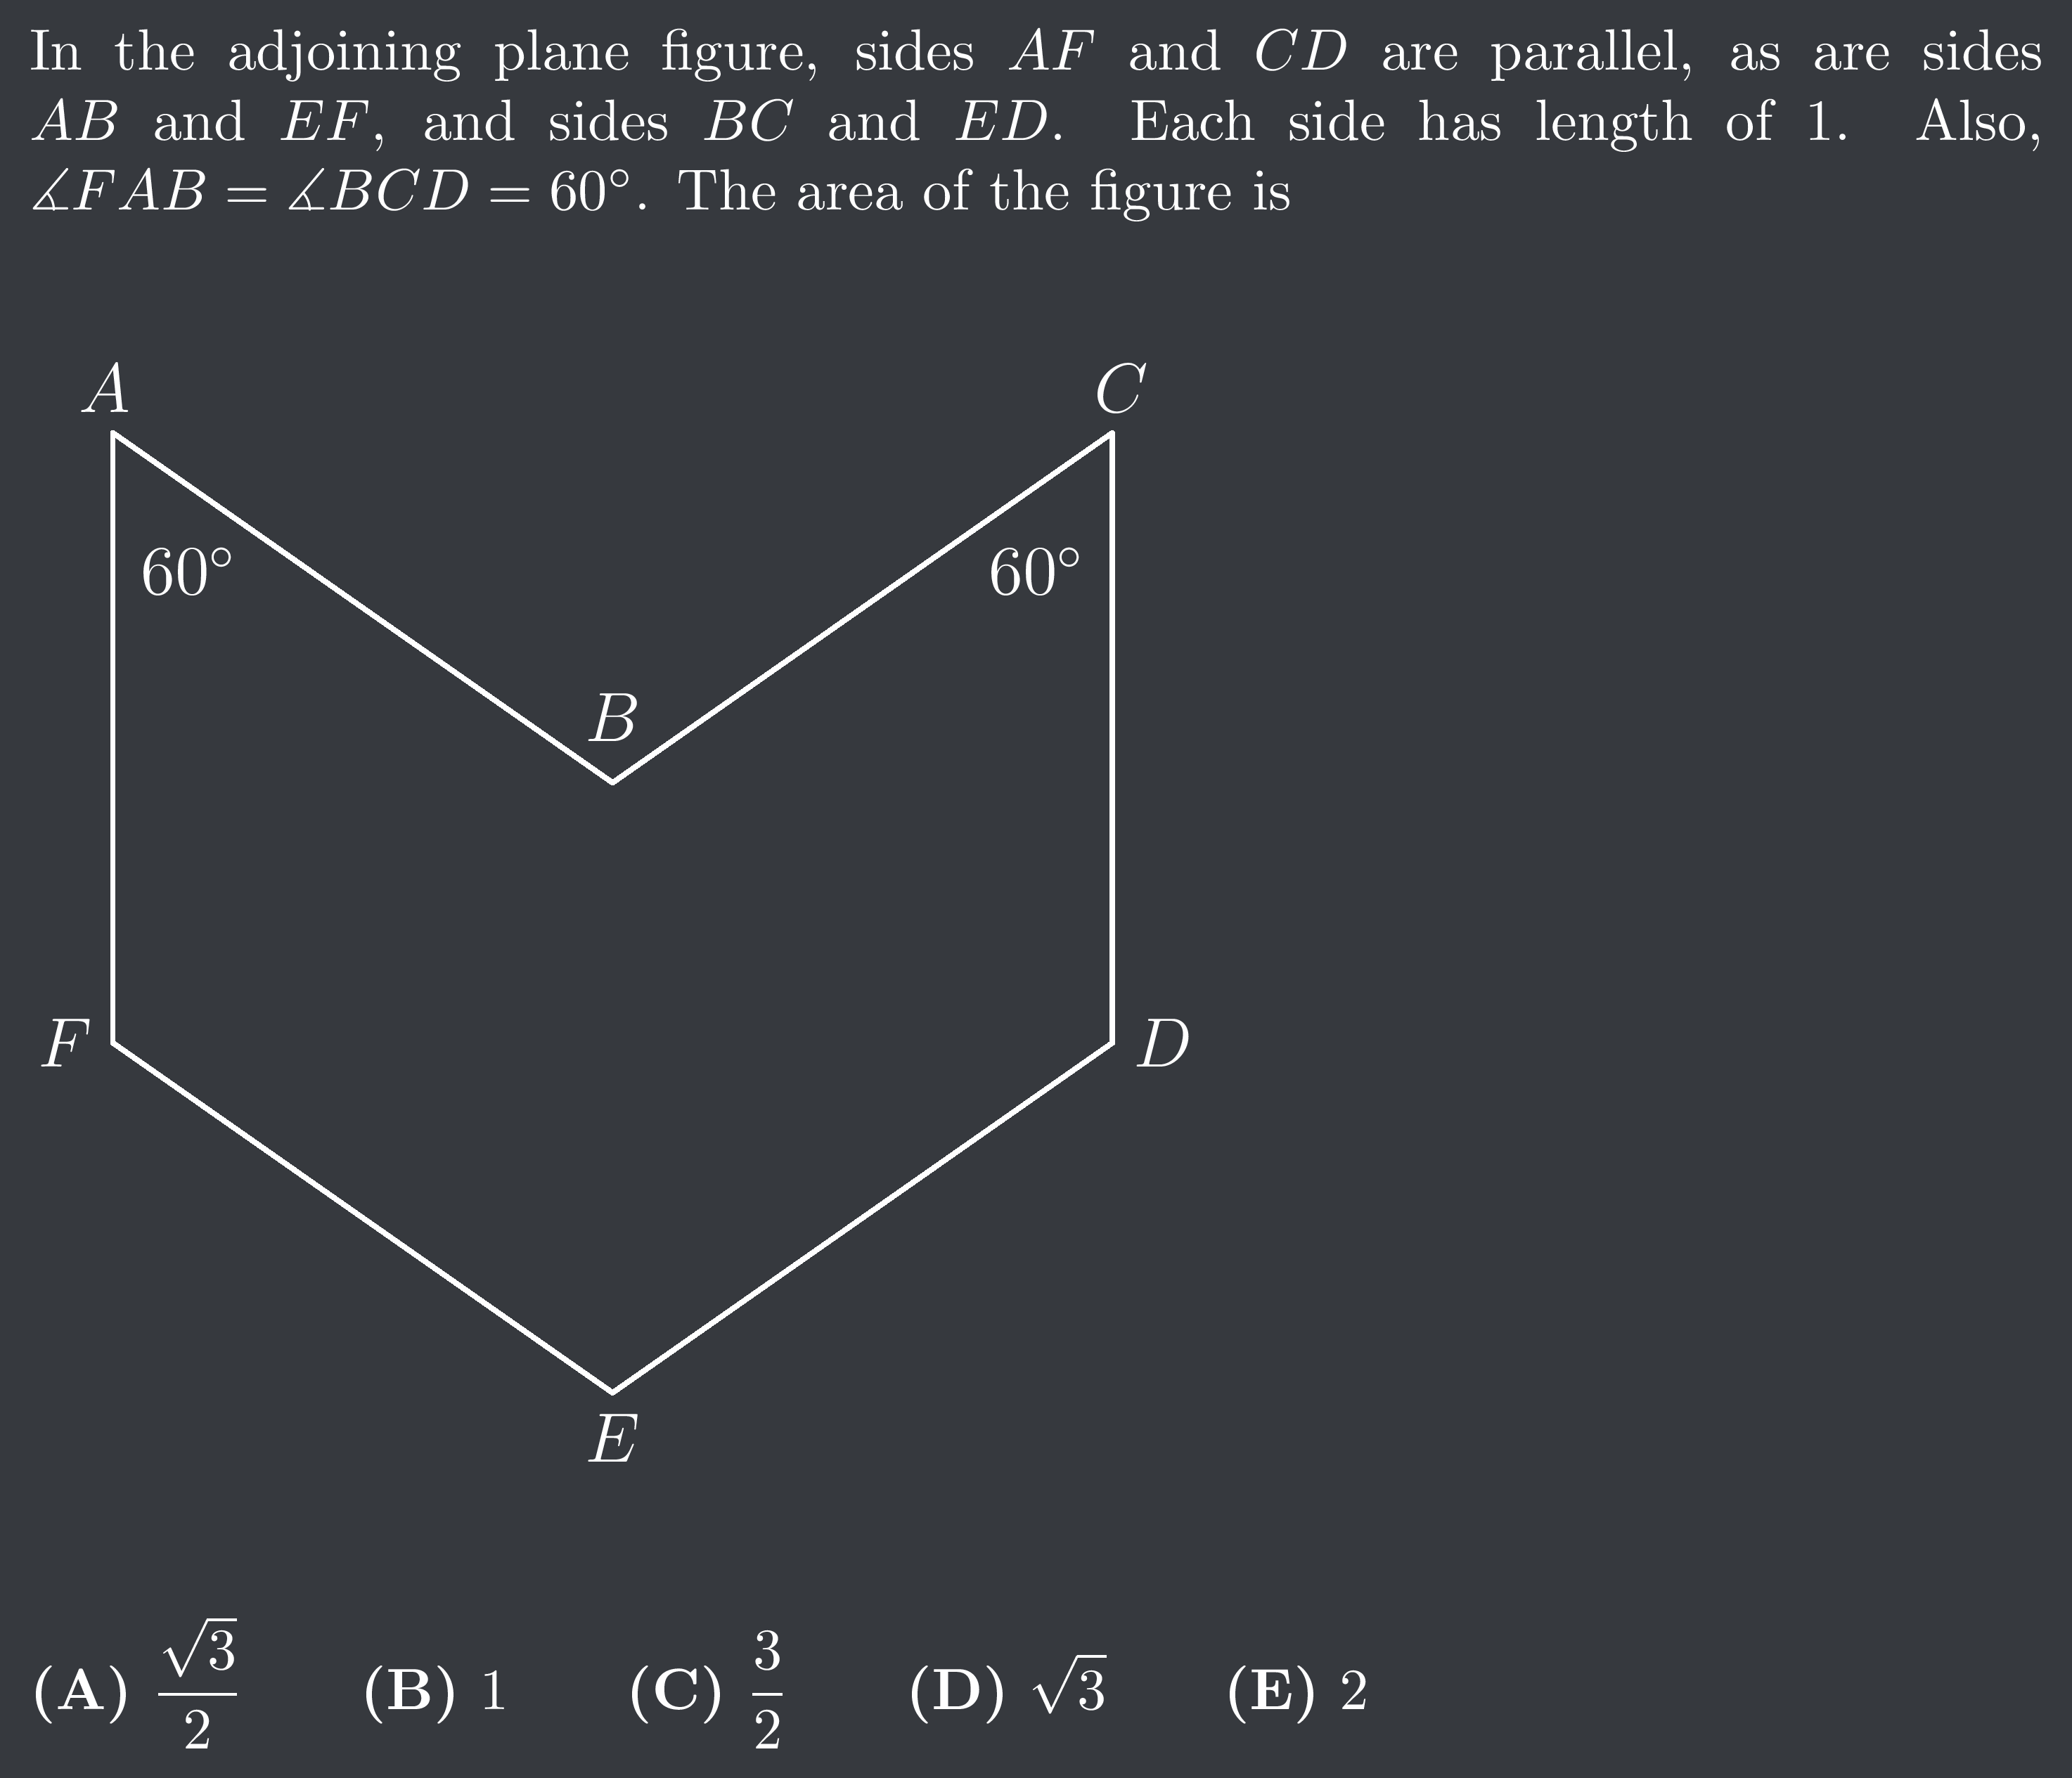 In the adjoining plane figure, sides $AF$ and $CD$ are parallel, as are sides
$AB$ and $EF$, and sides $BC$ and $ED$. Each side has length of $1$. Also,
$\measuredangle FAB = \measuredangle BCD = 60^\circ$. The area of the figure is
A
C
60°
60°
B
F
D
E
(A) $\frac{\sqrt{3}}{2}$ (B) $1$ (C) $\frac{3}{2}$ (D) $\sqrt{3}$ (E) $2$